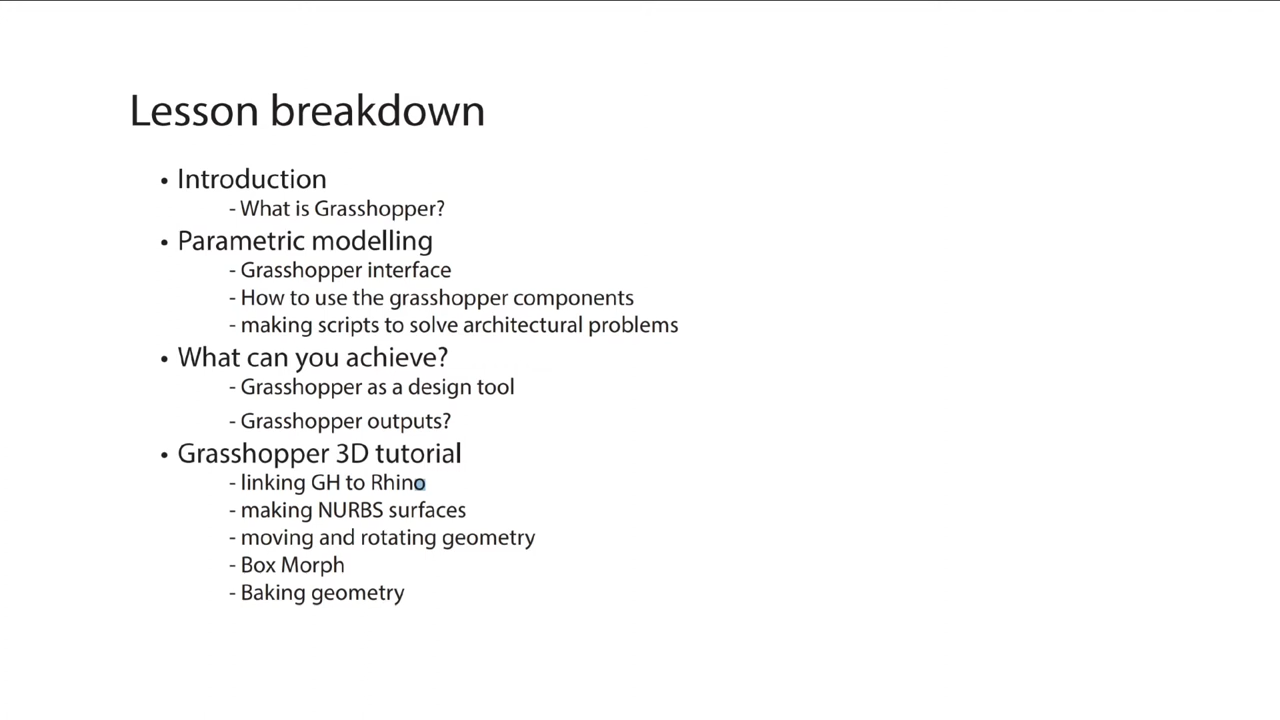 Lesson breakdown
• Introduction
- What is Grasshopper?
• Parametric modelling
- Grasshopper interface
- How to use the grasshopper components
- making scripts to solve architectural problems
• What can you achieve?
- Grasshopper as a design tool
- Grasshopper outputs?
• Grasshopper 3D tutorial
- linking GH to Rhino
- making NURBS surfaces
- moving and rotating geometry
- Box Morph
- Baking geometry